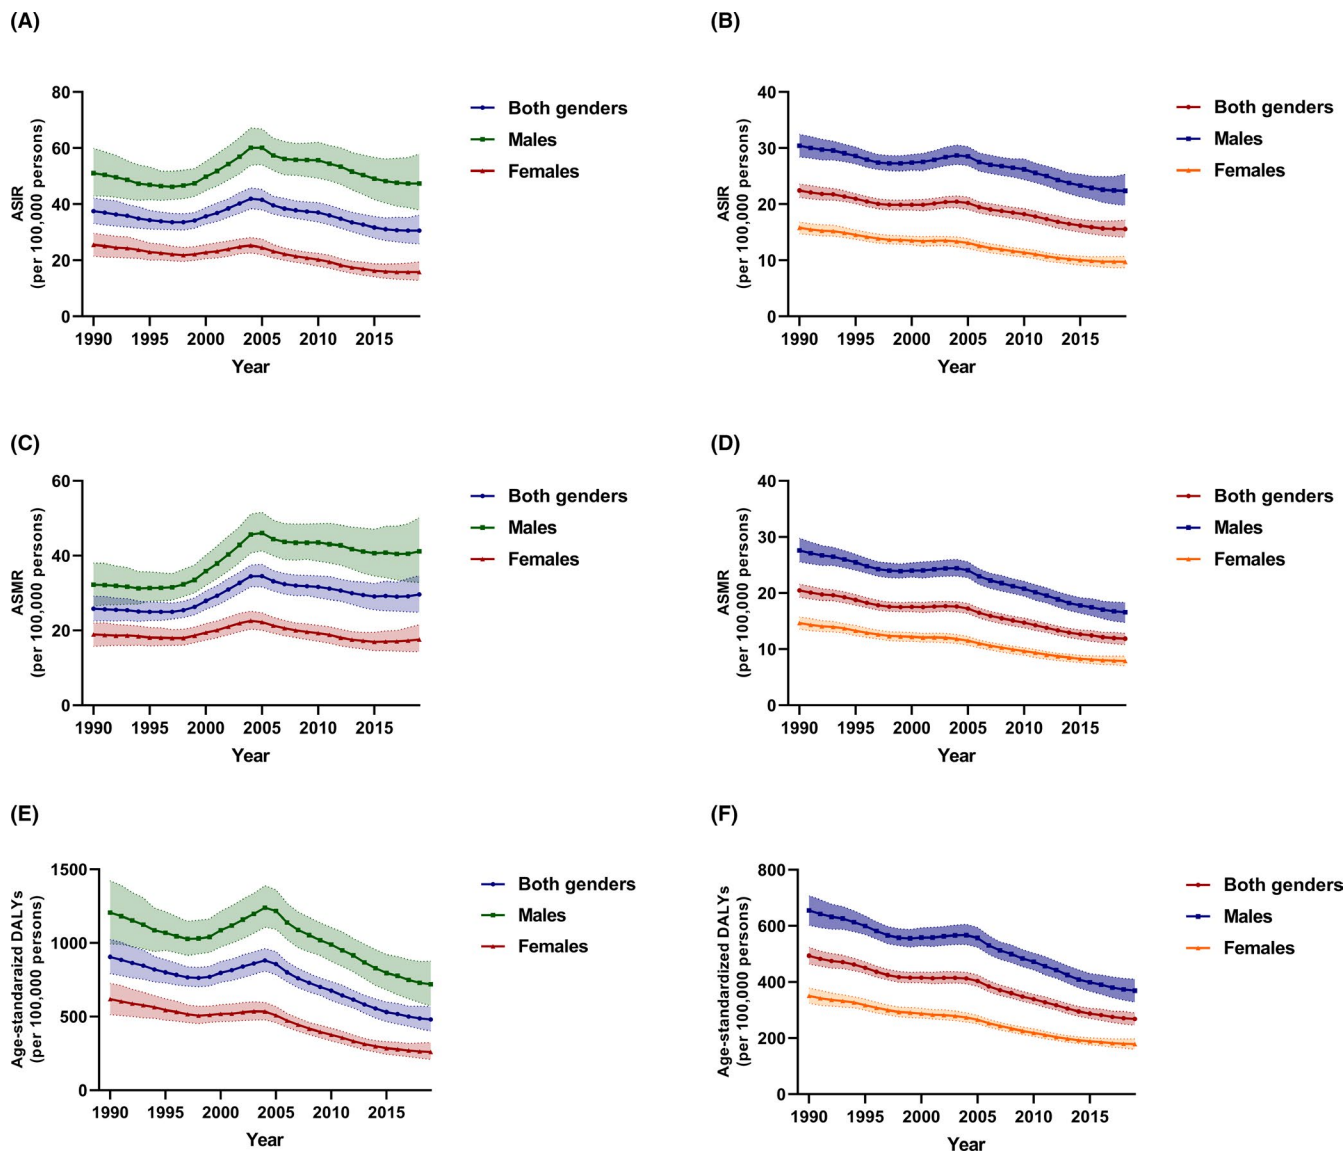 (A)
ASIR
(per 100,000 persons)
80
60
40
20
0
1990 1995 2000 2005 2010 2015
Year
Both genders
Males
Females
(B)
ASIR
(per 100,000 persons)
40
30
20
10
0
1990 1995 2000 2005 2010 2015
Year
Both genders
Males
Females
(C)
ASMR
(per 100,000 persons)
60
40
20
0
1990 1995 2000 2005 2010 2015
Year
Both genders
Males
Females
(D)
ASMR
(per 100,000 persons)
40
30
20
10
0
1990 1995 2000 2005 2010 2015
Year
Both genders
Males
Females
(E)
Age-standaraizd DALYs
(per 100,000 persons)
1500
1000
500
0
1990 1995 2000 2005 2010 2015
Year
Both genders
Males
Females
(F)
Age-standardized DALYs
(per 100,000 persons)
800
600
400
200
0
1990 1995 2000 2005 2010 2015
Year
Both genders
Males
Females